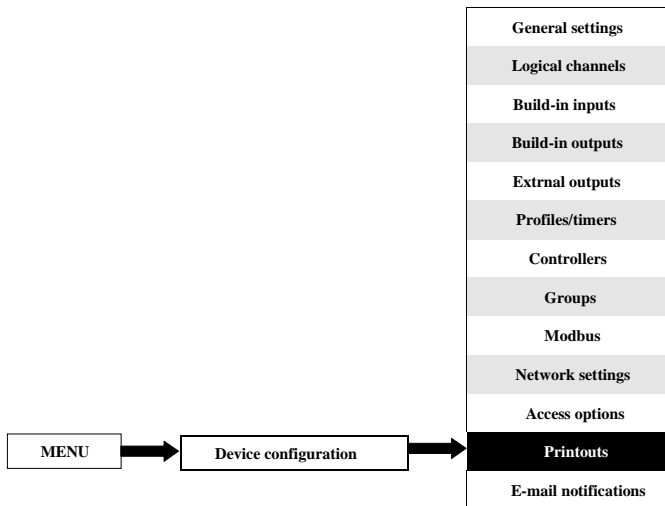 General settings
Logical channels
Build-in inputs
Build-in outputs
Extrnal outputs
Profiles/timers
Controllers
Groups
Modbus
Network settings
Access options
MENU
Device configuration
Printouts
E-mail notifications